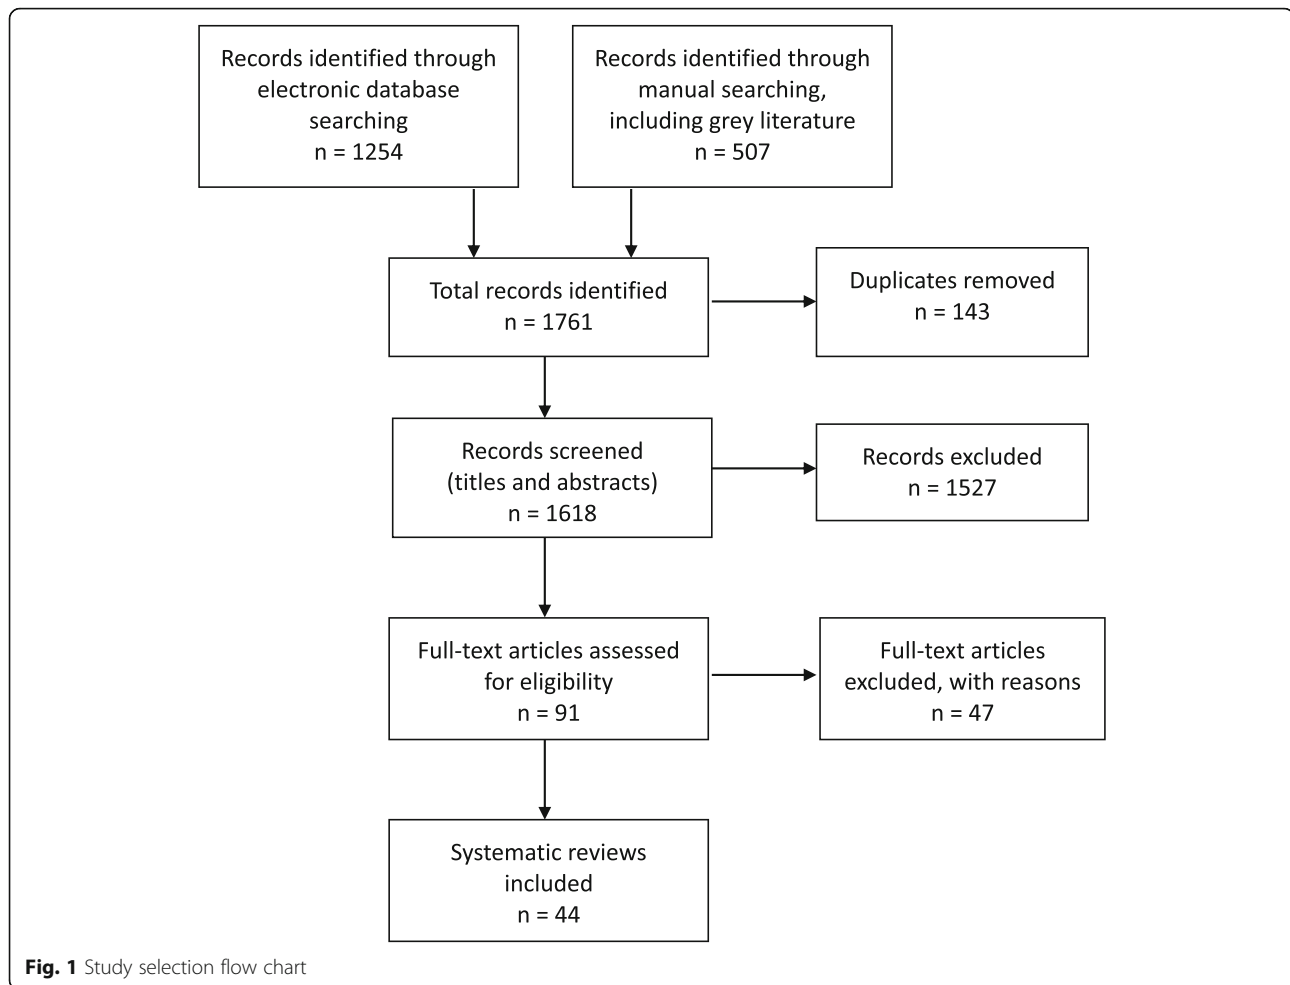 Records identified through
electronic database
searching
n = 1254
Records identified through
manual searching,
including grey literature
n = 507
Total records identified
n = 1761
Duplicates removed
n = 143
Records screened
(titles and abstracts)
n = 1618
Records excluded
n = 1527
Full-text articles assessed
for eligibility
n = 91
Full-text articles
excluded, with reasons
n = 47
Systematic reviews
included
n = 44
Fig. 1 Study selection flow chart